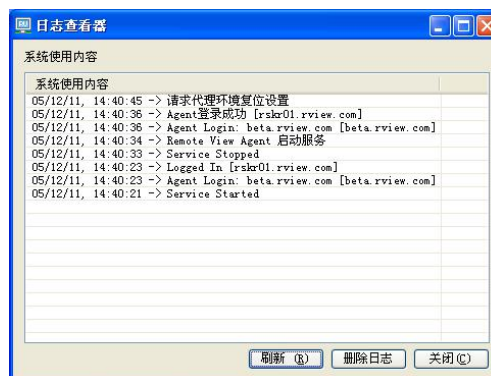 日志查看器
系统使用内容
系统使用内容
05/12/11, 14:40:45 -> 请求代理环境复位设置
05/12/11, 14:40:36 -> Agent登录成功 [rskr01.rview.com]
05/12/11, 14:40:36 -> Agent Login: beta.rview.com [beta.rview.com]
05/12/11, 14:40:34 -> Remote View Agent 启动服务
05/12/11, 14:40:33 -> Service Stopped
05/12/11, 14:40:23 -> Logged In [rskr01.rview.com]
05/12/11, 14:40:23 -> Agent Login: beta.rview.com [beta.rview.com]
05/12/11, 14:40:21 -> Service Started
刷新 (R) 删除日志 关闭(C)